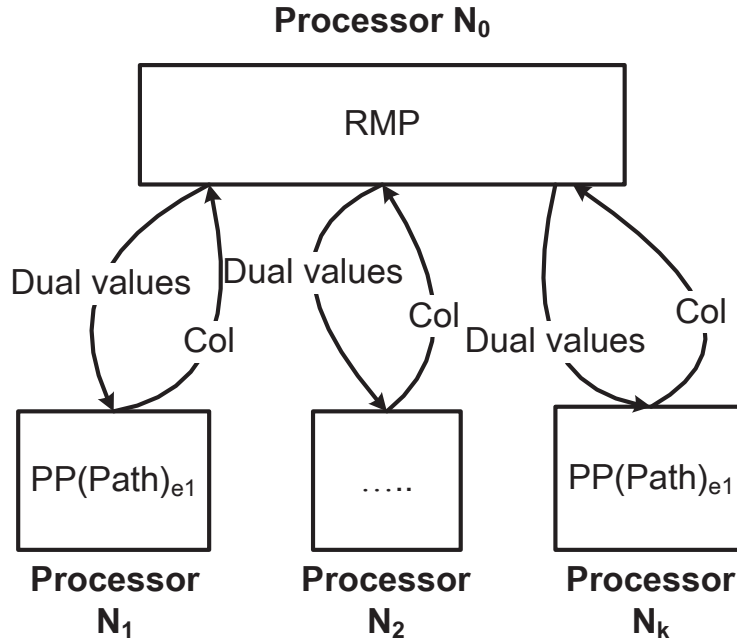 Processor N₀
RMP
Dual values
Col
Dual values
Col
Dual values
Col
PP(Path)ₑ₁
.....
PP(Path)ₑ₁
Processor
N₁
Processor
N₂
Processor
Nₖ